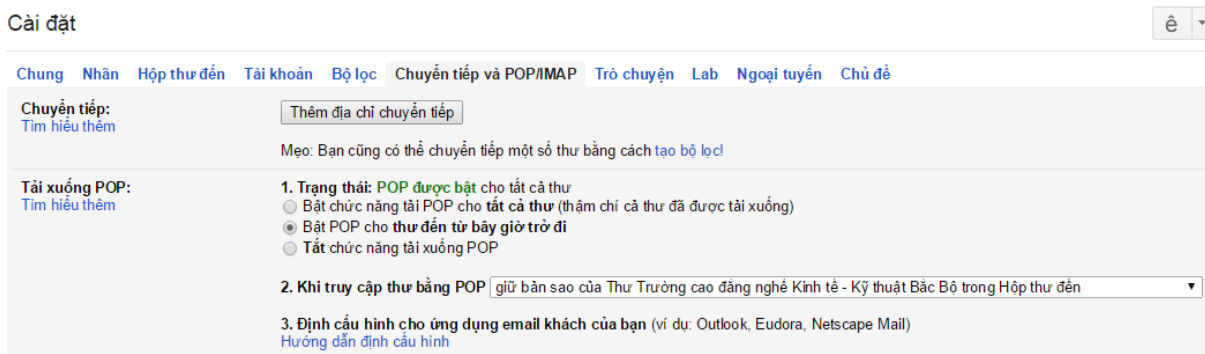 Cài đặt
ê
Chung Nhãn Hộp thư đến Tài khoản Bộ lọc Chuyển tiếp và POP/IMAP Trò chuyện Lab Ngoại tuyến Chủ đề
Chuyển tiếp: Thêm địa chỉ chuyển tiếp
Tìm hiểu thêm
Mẹo: Bạn cũng có thể chuyển tiếp một số thư bằng cách tạo bộ lọc!
Tải xuống POP: 1. Trạng thái: POP được bật cho tất cả thư
Tìm hiểu thêm Bật chức năng tải POP cho tất cả thư (thậm chí cả thư đã được tải xuống)
Bật POP cho thư đến từ bây giờ trở đi
Tắt chức năng tải xuống POP
2. Khi truy cập thư bằng POP giữ bản sao của Thư Trường cao đẳng nghề Kinh tế - Kỹ thuật Bắc Bộ trong Hộp thư đến
3. Định cấu hình cho ứng dụng email khách của bạn (ví dụ: Outlook, Eudora, Netscape Mail)
Hướng dẫn định cấu hình